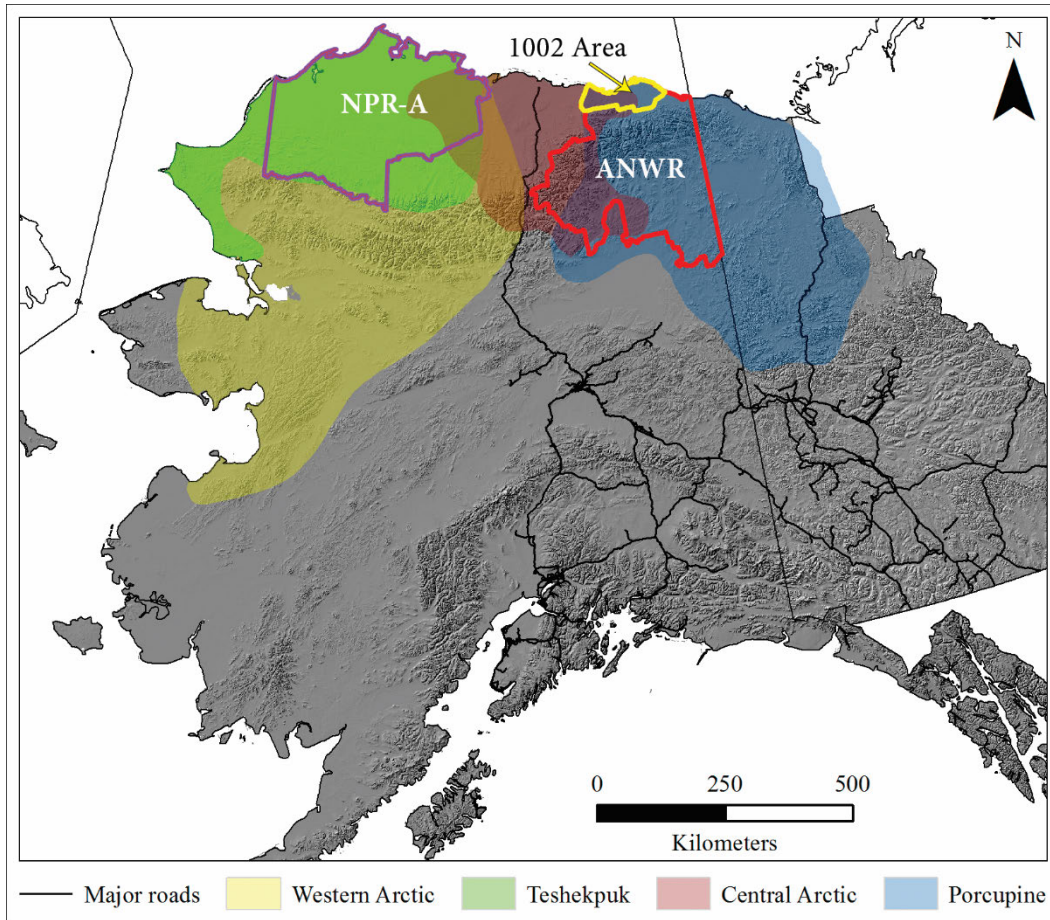 1002 Area
N
NPR-A
ANWR
0 250 500
Kilometers
Major roads Western Arctic Teshekpuk Central Arctic Porcupine